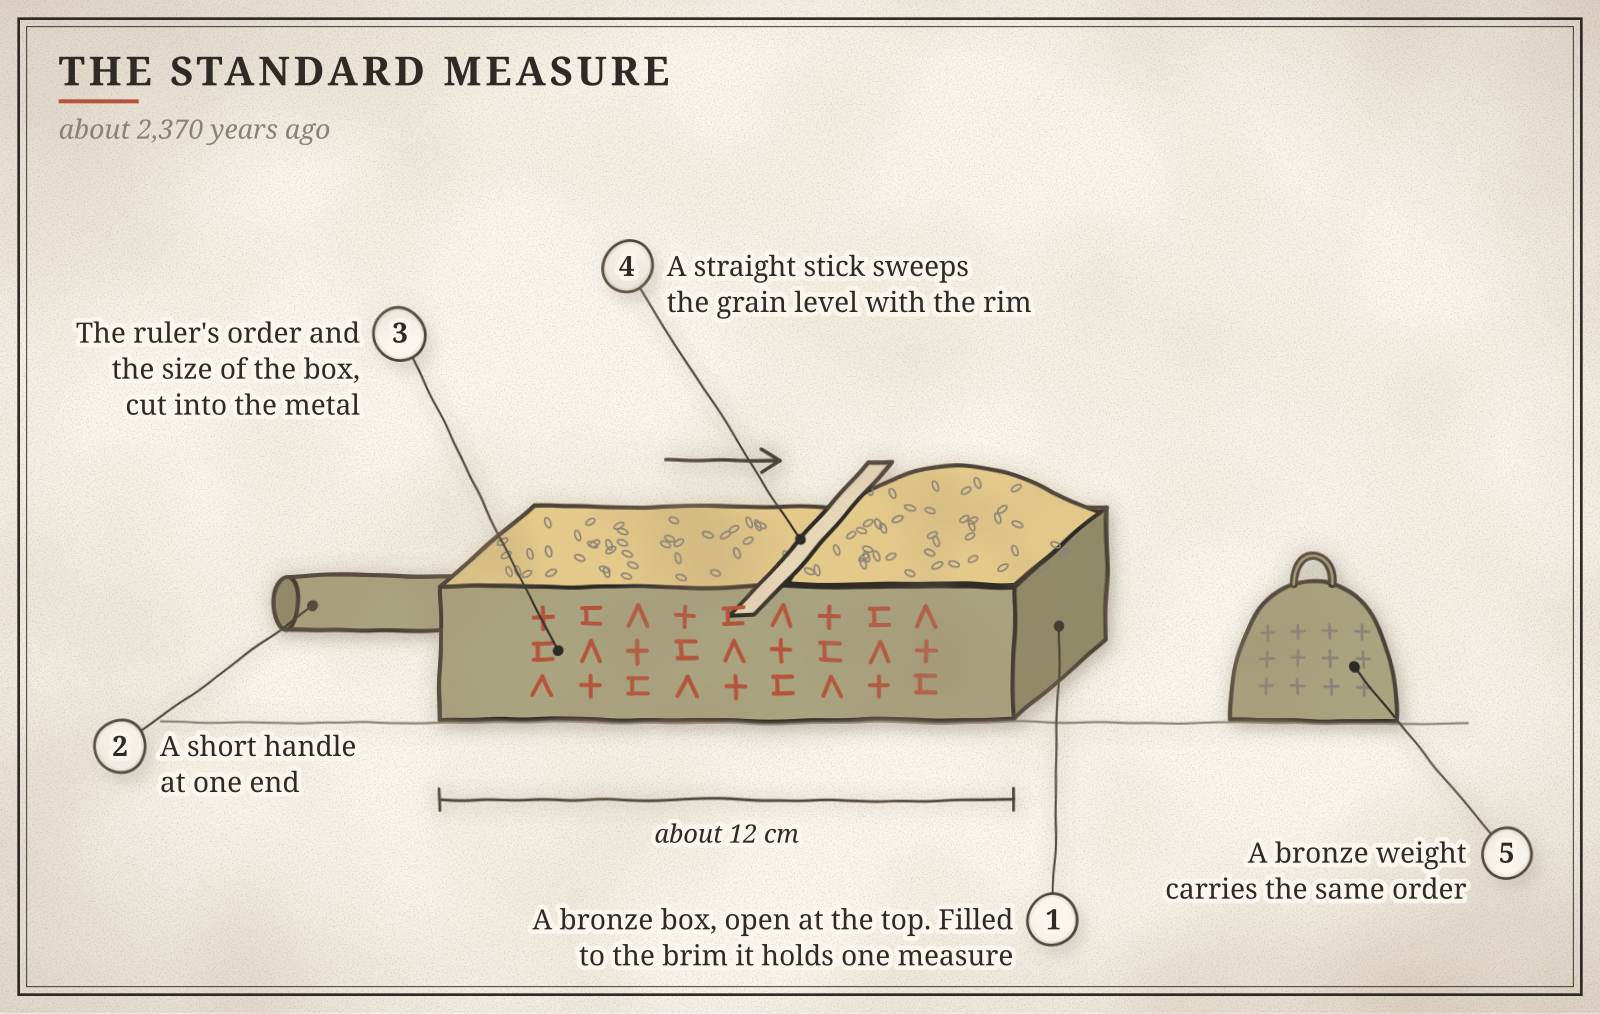 THE STANDARD MEASURE
about 2,370 years ago
4
A straight stick sweeps
the grain level with the rim
The ruler's order and
the size of the box,
cut into the metal
3
2
A short handle
at one end
about 12 cm
A bronze weight
carries the same order
5
A bronze box, open at the top. Filled
to the brim it holds one measure
1